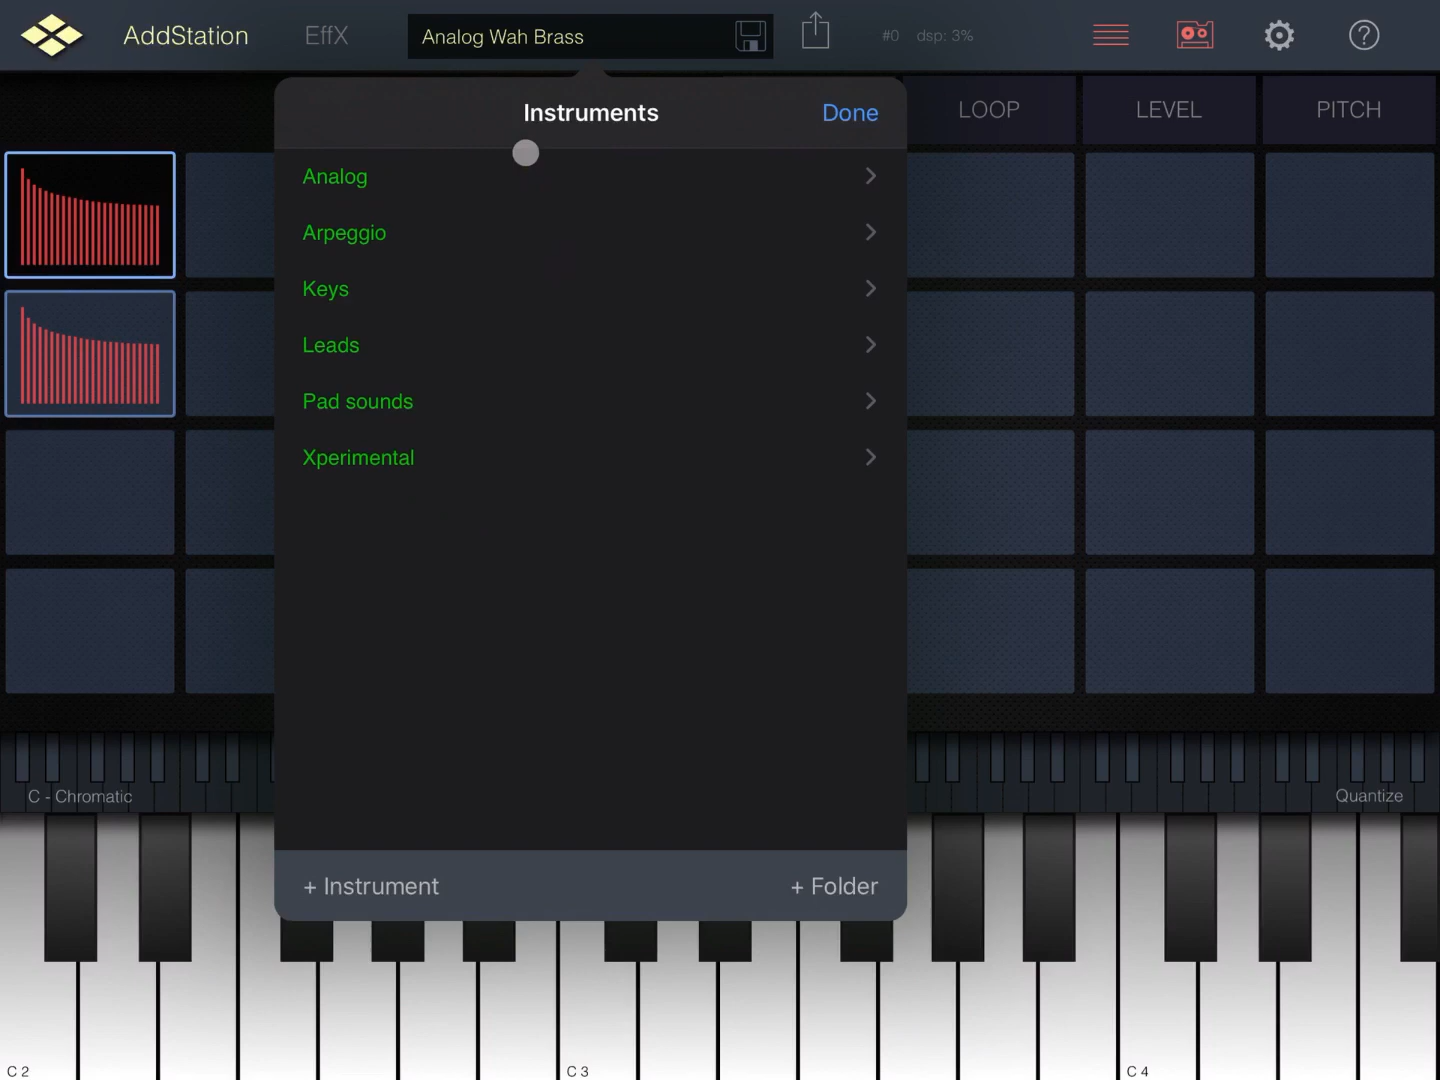 AddStation
EffX
Analog Wah Brass
#0 dsp: 3%
Instruments
Done
LOOP
LEVEL
PITCH
Analog
Arpeggio
Keys
Leads
Pad sounds
Xperimental
C - Chromatic
Quantize
+ Instrument
+ Folder
C 2
C 3
C 4